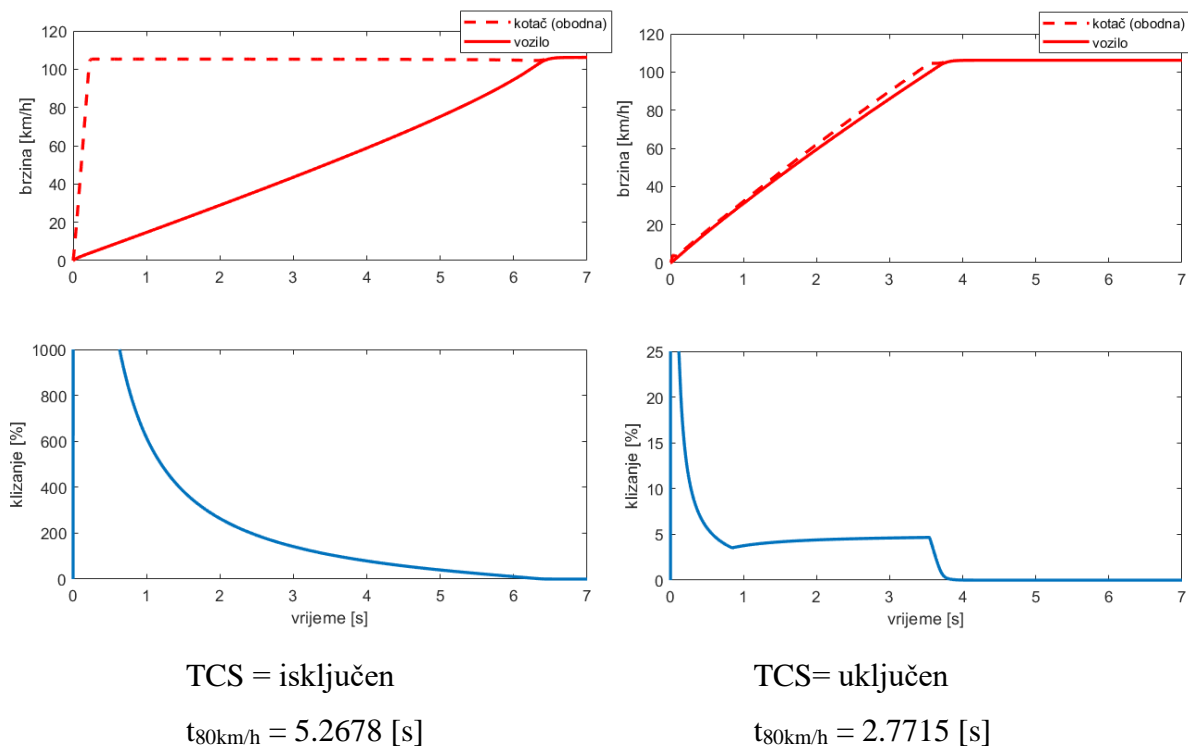 kotač (obodna)
vozilo
brzina [km/h]
120
100
80
60
40
20
0
0 1 2 3 4 5 6 7
kotač (obodna)
vozilo
brzina [km/h]
120
100
80
60
40
20
0
0 1 2 3 4 5 6 7
klizanje [%]
1000
800
600
400
200
0
0 1 2 3 4 5 6 7
vrijeme [s]
klizanje [%]
25
20
15
10
5
0
0 1 2 3 4 5 6 7
vrijeme [s]
TCS = isključen
TCS= uključen
t80km/h = 5.2678 [s]
t80km/h = 2.7715 [s]